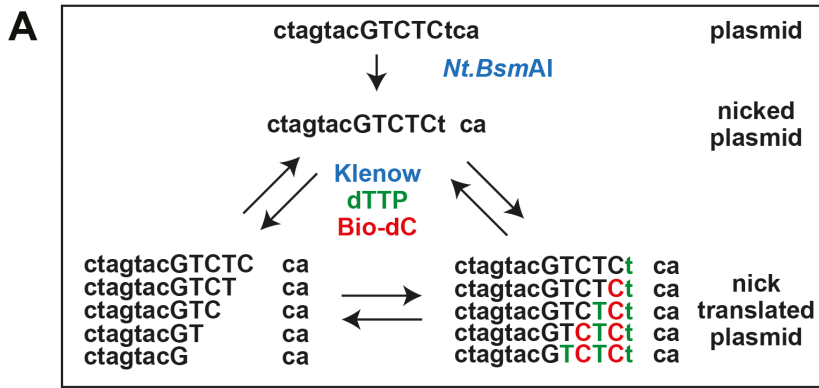 A
ctagtacGTCTCtca plasmid
Nt.BsmAI
ctagtacGTCTCt ca nicked
plasmid
Klenow
dTTP
Bio-dC
ctagtacGTCTC ca
ctagtacGTCT ca
ctagtacGTC ca
ctagtacGT ca
ctagtacG ca
ctagtacGTCTCt ca
ctagtacGTCTCt ca
ctagtacGTCTCt ca
ctagtacGTCTCt ca
ctagtacGTCTCt ca
nick
translated
plasmid